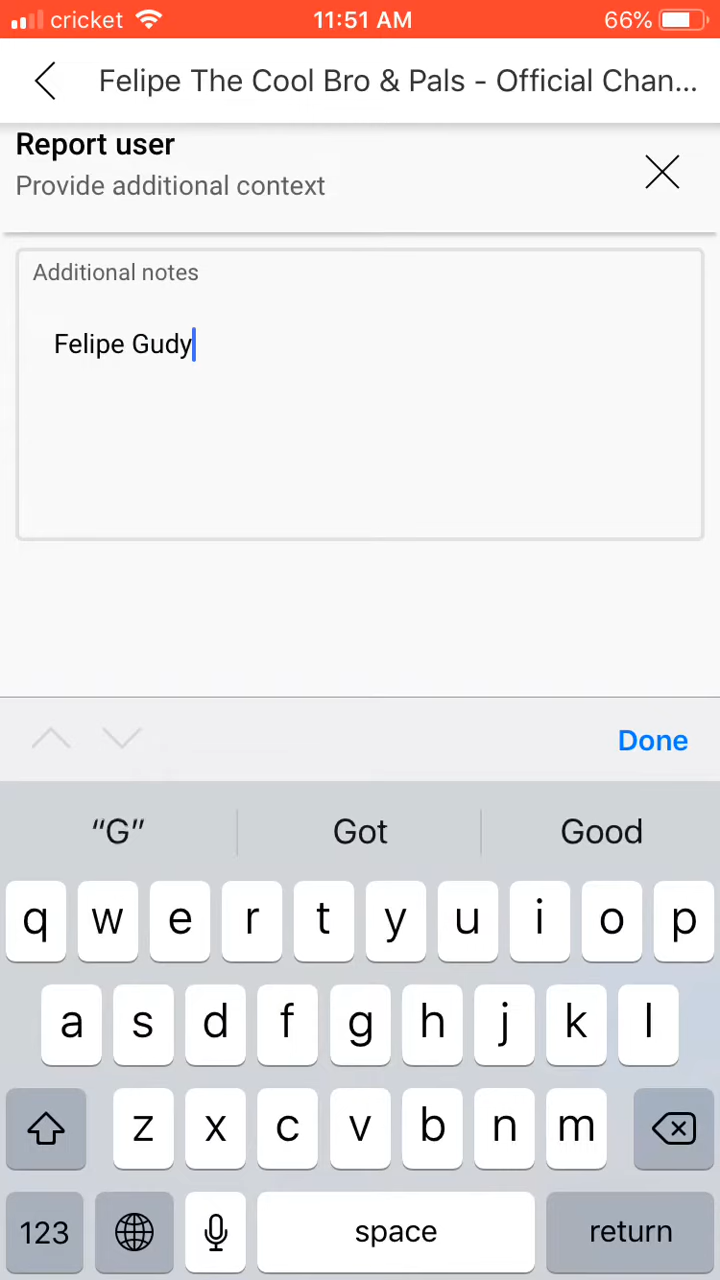 cricket 11:51 AM 66%
Felipe The Cool Bro & Pals - Official Chan...
Report user
Provide additional context
Additional notes
Felipe Gudy
Done
“G” Got Good
q w e r t y u i o p
a s d f g h j k l
z x c v b n m
123 space return